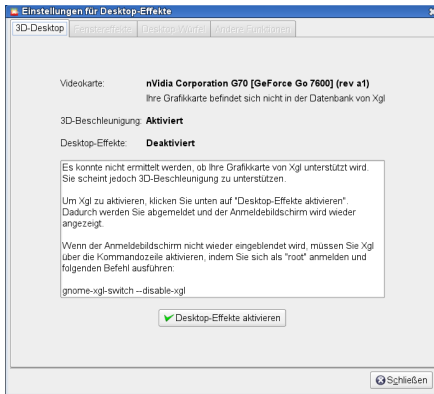 Einstellungen für Desktop-Effekte
3D-Desktop Fenstereffekte Desktop-Würfel Andere Funktionen
Videokarte: nVidia Corporation G70 [GeForce Go 7600] (rev a1)
Ihre Grafikkarte befindet sich nicht in der Datenbank von Xgl
3D-Beschleunigung: Aktiviert
Desktop-Effekte: Deaktiviert
Es konnte nicht ermittelt werden, ob Ihre Grafikkarte von Xgl unterstützt wird.
Sie scheint jedoch 3D-Beschleunigung zu unterstützen.
Um Xgl zu aktivieren, klicken Sie unten auf "Desktop-Effekte aktivieren".
Dadurch werden Sie abgemeldet und der Anmeldebildschirm wird wieder
angezeigt.
Wenn der Anmeldebildschirm nicht wieder eingeblendet wird, müssen Sie Xgl
über die Kommandozeile aktivieren, indem Sie sich als "root" anmelden und
folgenden Befehl ausführen:
gnome-xgl-switch --disable-xgl
Desktop-Effekte aktivieren
Schließen